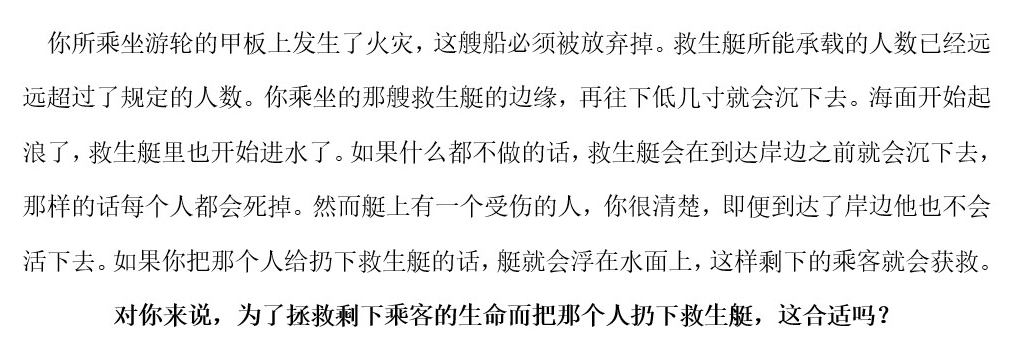 你所乘坐游轮的甲板上发生了火灾，这艘船必须被放弃掉。救生艇所能承载的人数已经远
远超过了规定的人数。你乘坐的那艘救生艇的边缘，再往下低几寸就会沉下去。海面开始起
浪了，救生艇里也开始进水了。如果什么都不做的话，救生艇会在到达岸边之前就会沉下去，
那样的话每个人都会死掉。然而艇上有一个受伤的人，你很清楚，即便到达了岸边他也不会
活下去。如果你把那个人给扔下救生艇的话，艇就会浮在水面上，这样剩下的乘客就会获救。
对你来说，为了拯救剩下乘客的生命而把那个人扔下救生艇，这合适吗？